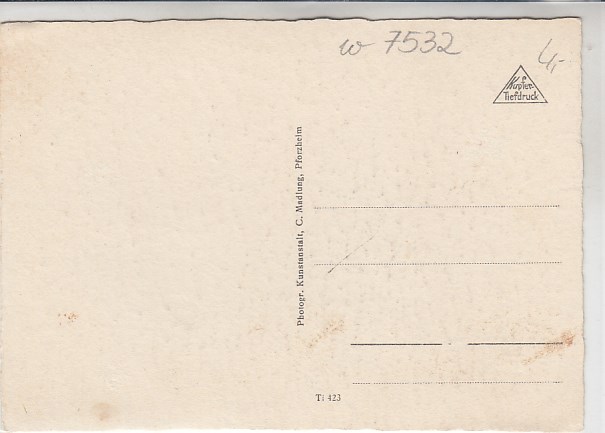 w 7532
4,-
Kupfer-
Tiefdruck
Photogr. Kunstanstalt, C. Madlung, Pforzheim
Ti 423